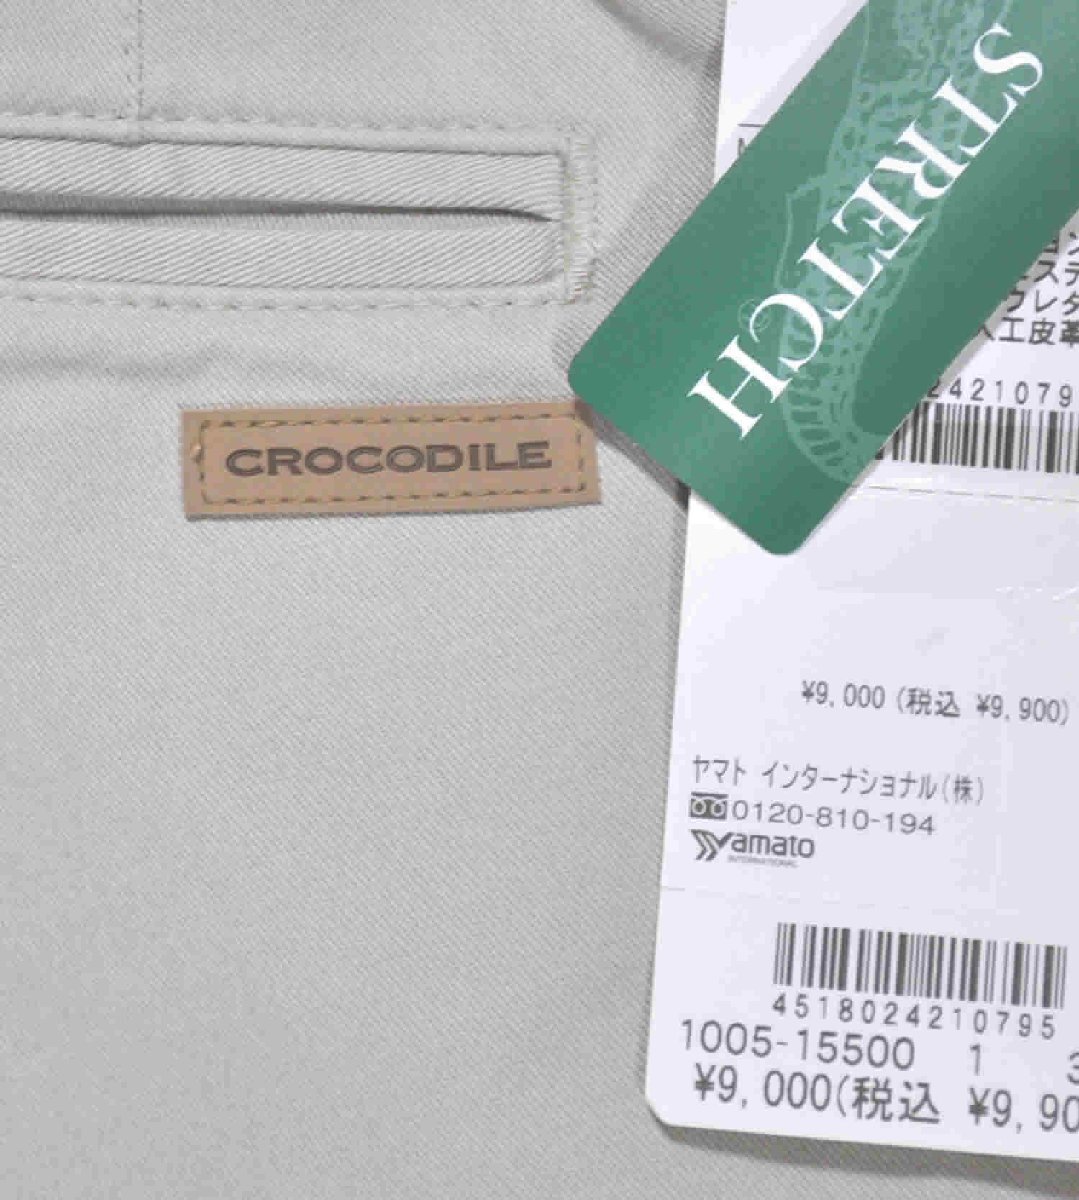 STRETCH
CROCODILE
ウレタ
人工皮革
2421079
¥9,000(税込 ¥9,900)
ヤマト インターナショナル(株)
0120-810-194
Yamato
INTERNATIONAL
4518024210795
1005-15500 1 3
¥9,000(税込 ¥9,90